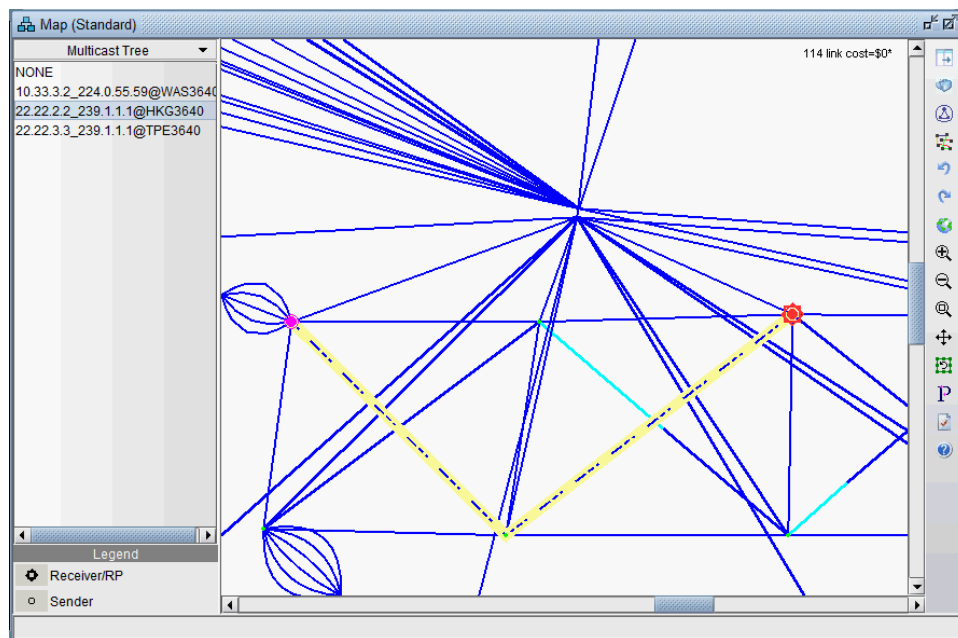 Map (Standard)
Multicast Tree
114 link cost=$0*
NONE
10.33.3.2_224.0.55.59@WAS3640
22.22.2.2_239.1.1.1@HKG3640
22.22.3.3_239.1.1.1@TPE3640
P
Legend
Receiver/RP
Sender